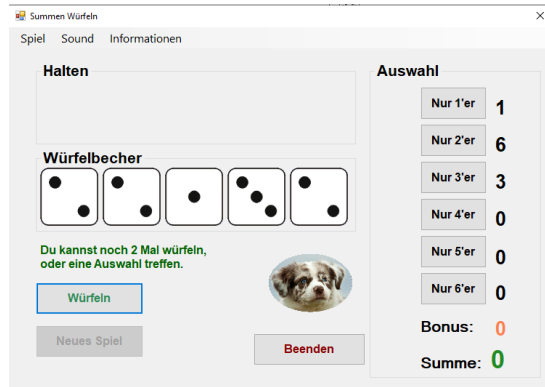 Summen Würfeln
Spiel Sound Informationen
Halten
Würfelbecher
Du kannst noch 2 Mal würfeln,
oder eine Auswahl treffen.
Würfeln
Neues Spiel
Beenden
Auswahl
Nur 1'er 1
Nur 2'er 6
Nur 3'er 3
Nur 4'er 0
Nur 5'er 0
Nur 6'er 0
Bonus: 0
Summe: 0